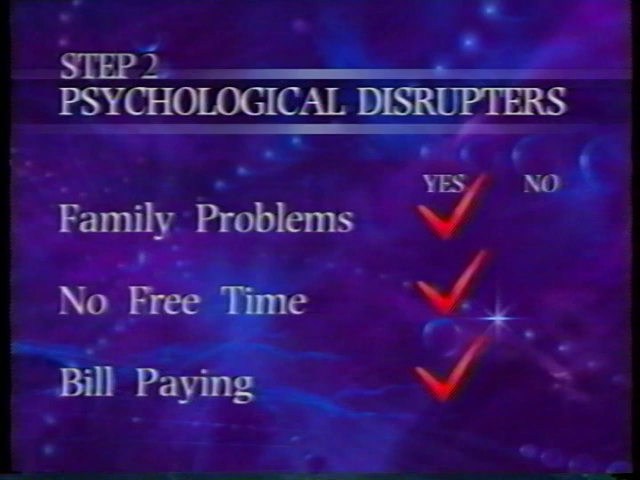 STEP 2
PSYCHOLOGICAL DISRUPTERS
YES NO
Family Problems
No Free Time
Bill Paying